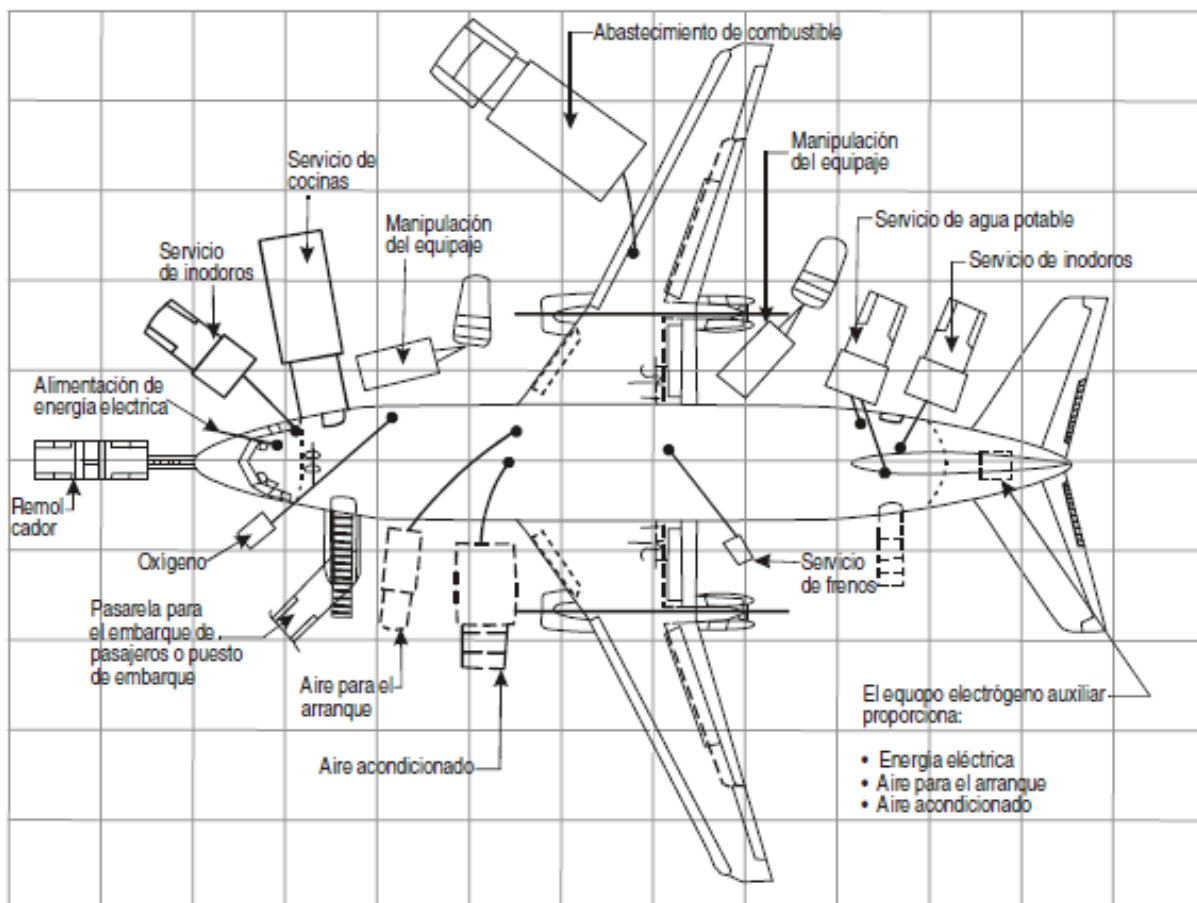 Abastecimiento de combustible
Manipulación
del equipaje
Servicio de
cocinas
Servicio de agua potable
Manipulación
del equipaje
Servicio
de inodoros
Servicio de inodoros
Alimentación de
energía electrica
Remol
cador
Oxigeno
Servicio
de frenos
Pasarela para
el embarque de
pasajeros o puesto
de embarque
Aire para el
arranque
El equopo electrógeno auxiliar
proporciona:
Aire acondicionado
• Energía eléctrica
• Aire para el arranque
• Aire acondicionado